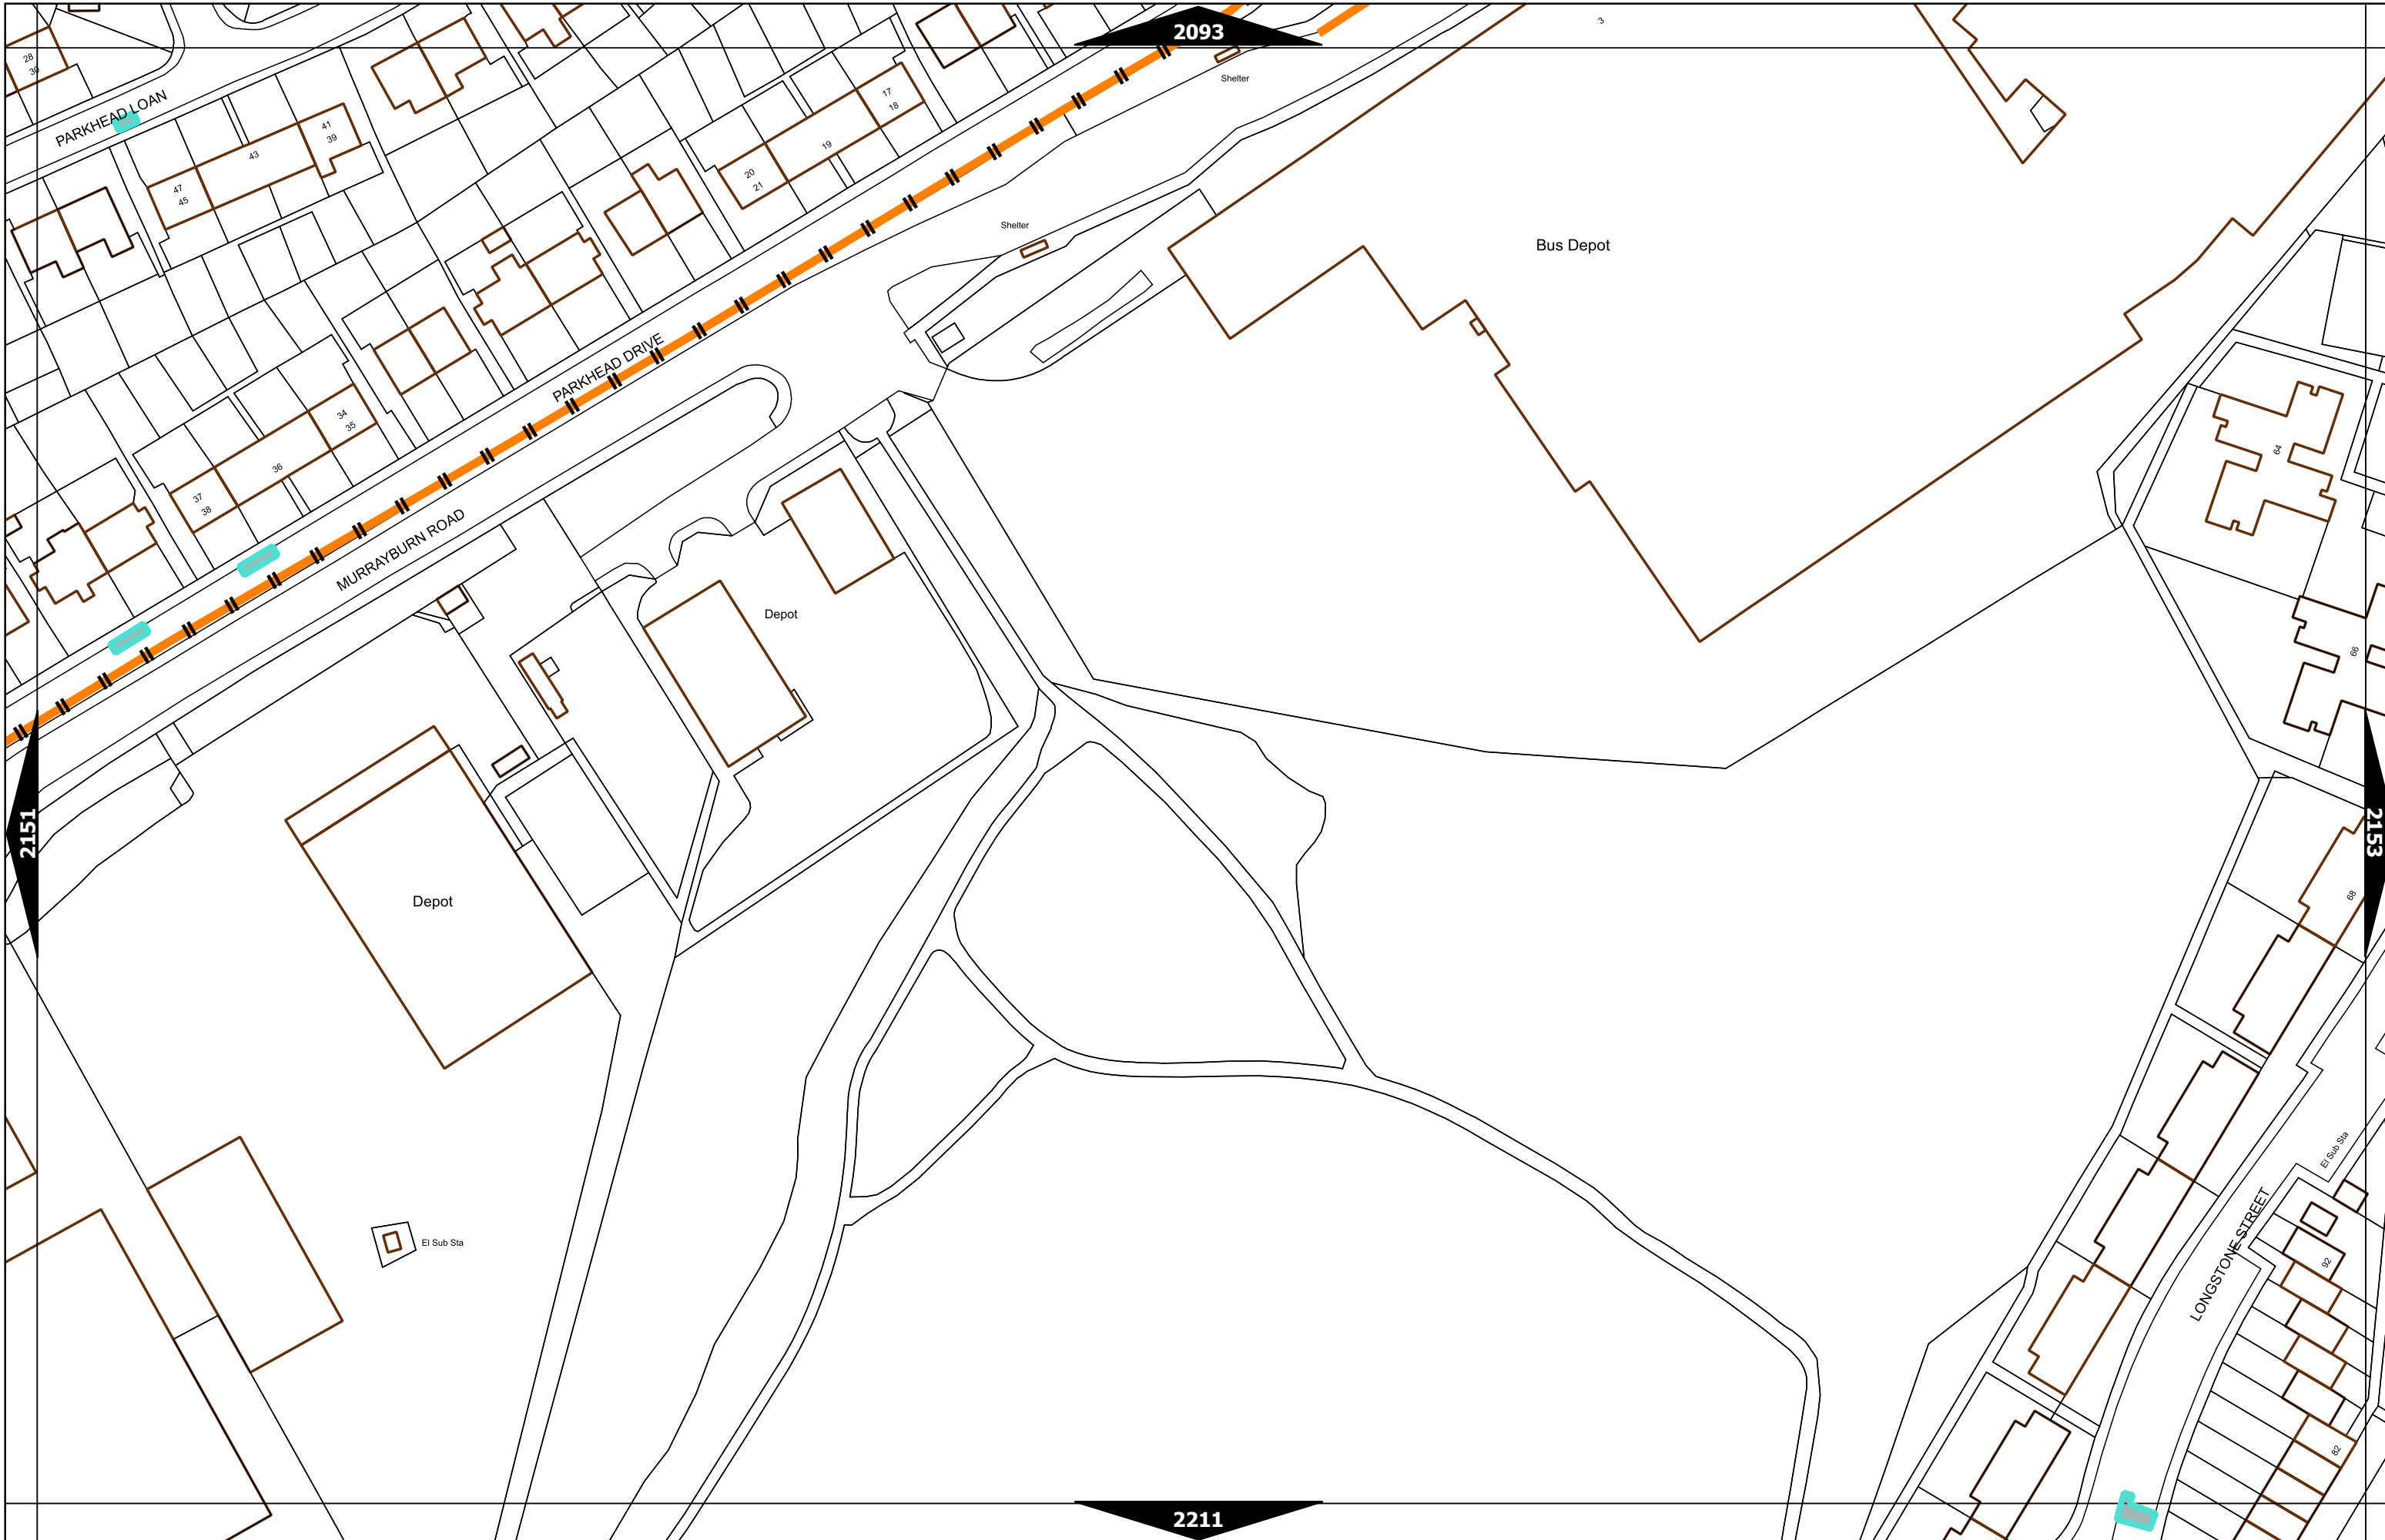 2093
3
28
30
Shelter
PARKHEAD LOAN
17
18
41
39
43
19
20
21
47
45
Shelter
Bus Depot
PARKHEAD DRIVE
34
35
36
37
38
64
MURRAYBURN ROAD
Depot
66
2151
2153
68
Depot
El Sub Sta
LONGSTONE STREET
El Sub Sta
92
82
2211